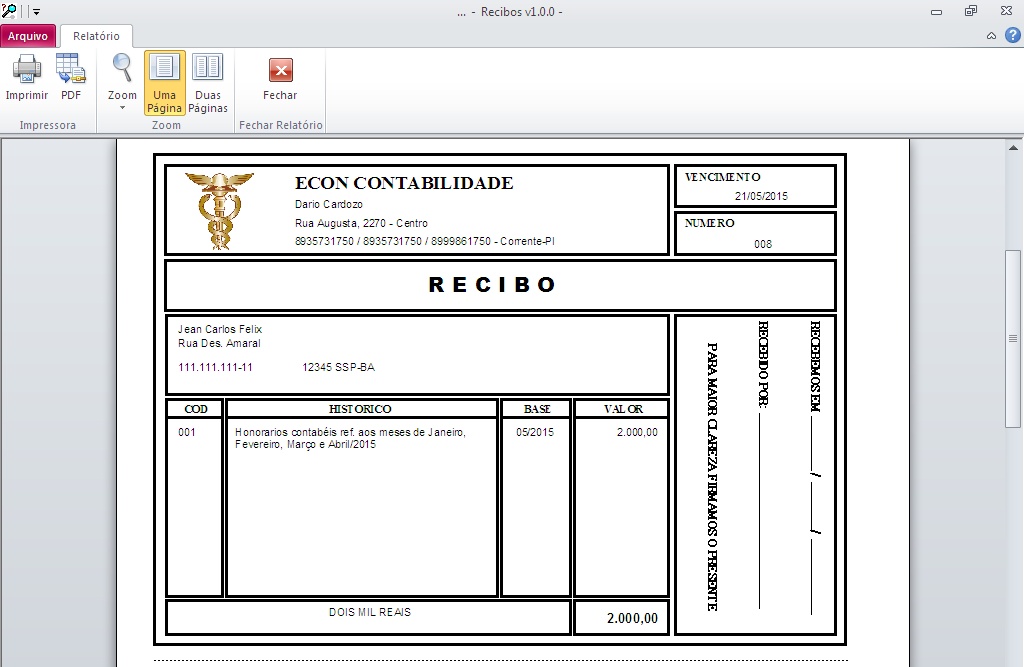 ... - Recibos v1.0.0 -
Arquivo Relatório
Imprimir PDF Zoom Uma Página Duas Páginas Fechar
Impressora Zoom Fechar Relatório
ECON CONTABILIDADE
Dario Cardozo
Rua Augusta, 2270 - Centro
8935731750 / 8935731750 / 8999861750 - Corrente-PI
VENCIMENTO
21/05/2015
NUMERO
008
R E C I B O
Jean Carlos Felix
Rua Des. Amaral
111.111.111-11 12345 SSP-BA
COD HISTORICO BASE VALOR
001 Honorarios contabéis ref. aos meses de Janeiro, 05/2015 2.000,00
Fevereiro, Março e Abril/2015
DOIS MIL REAIS 2.000,00
RECEBEMOS EM ____/____/____
RECEBIDO POR: ____
PARA MAIOR CLAREZA FIRMAMOS O PRESENTE